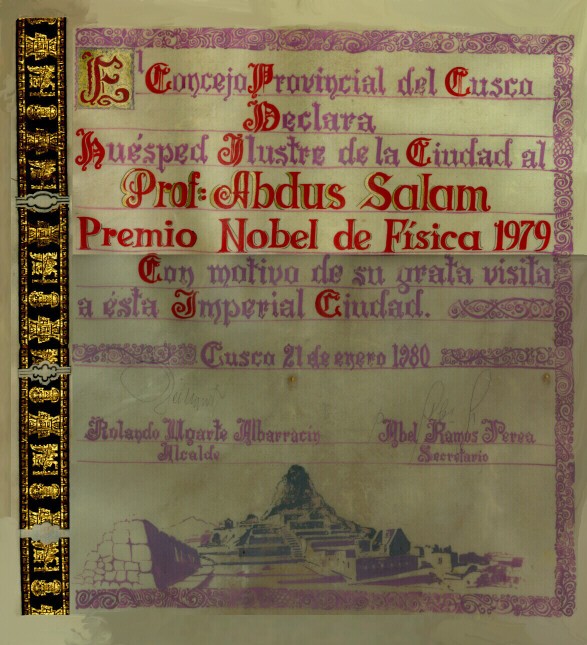 El Concejo Provincial del Cusco
Declara
Huésped Ilustre de la Ciudad al
Prof: Abdus Salam
Premio Nobel de Física 1979
Con motivo de su grata visita
a ésta Imperial Ciudad.
Cusco 21 de enero 1980
Rolando Ugarte Albarracin Abel Ramos Perea
Alcalde Secretario